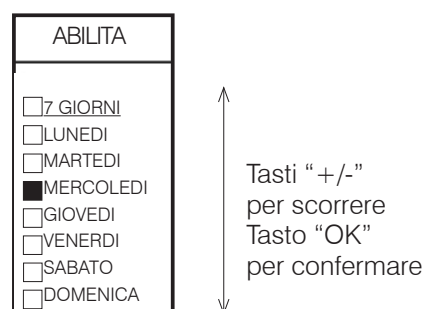 ABILITA
7 GIORNI
LUNEDI
MARTEDI
MERCOLEDI
GIOVEDI
VENERDI
SABATO
DOMENICA
Tasti “+/-”
per scorrere
Tasto “OK”
per confermare